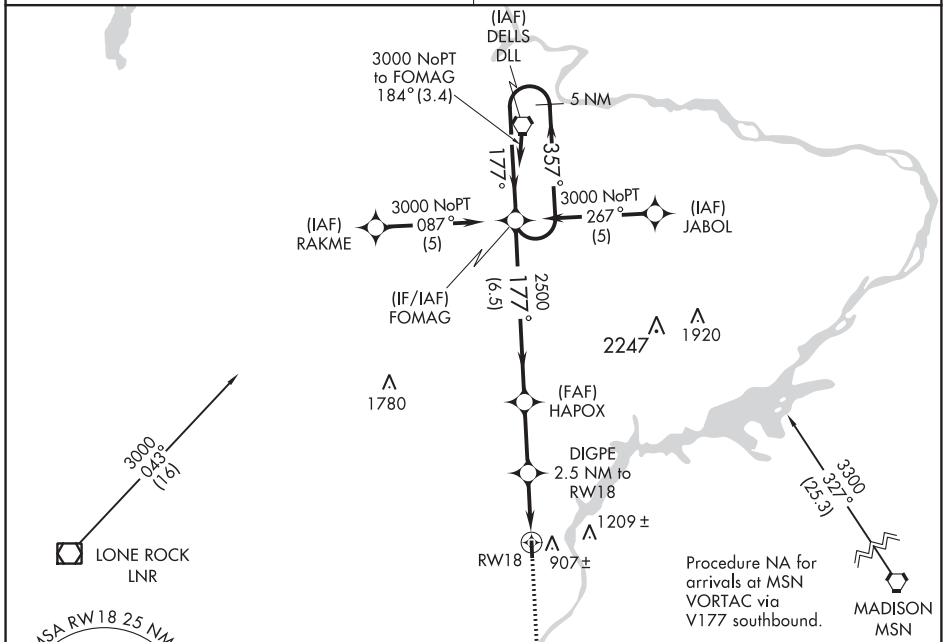 (IAF)
DELLS
DLL
3000 NoPT
to FOMAG
184° (3.4)
5 NM
177°
357°
3000 NoPT
087°
(5)
(IAF)
RAKME
3000 NoPT
267°
(5)
(IAF)
JABOL
(IF/IAF)
FOMAG
2500
177°
(6.5)
2247
1920
1780
(FAF)
HAPOX
3000
043°
(16)
DIGPE
2.5 NM to
RW18
3300
327°
(25.3)
1209 ±
RW18
907 ±
LONE ROCK
LNR
Procedure NA for
arrivals at MSN
VORTAC via
V177 southbound.
MADISON
MSN
MSA RW18 25 NM